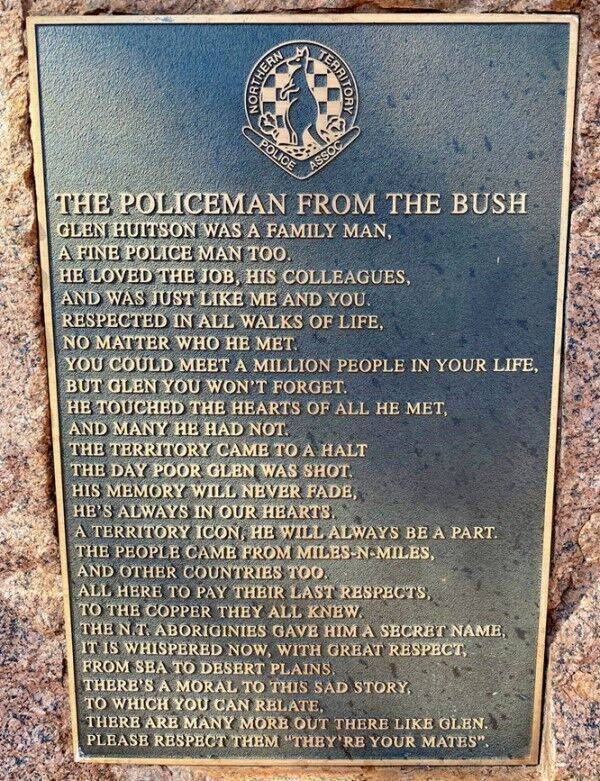 NORTHERN TERRITORY
POLICE ASSOC
THE POLICEMAN FROM THE BUSH
GLEN HUITSON WAS A FAMILY MAN,
A FINE POLICE MAN TOO.
HE LOVED THE JOB, HIS COLLEAGUES,
AND WAS JUST LIKE ME AND YOU.
RESPECTED IN ALL WALKS OF LIFE,
NO MATTER WHO HE MET.
YOU COULD MEET A MILLION PEOPLE IN YOUR LIFE,
BUT GLEN YOU WON'T FORGET.
HE TOUCHED THE HEARTS OF ALL HE MET,
AND MANY HE HAD NOT.
THE TERRITORY CAME TO A HALT
THE DAY POOR GLEN WAS SHOT.
HIS MEMORY WILL NEVER FADE,
HE'S ALWAYS IN OUR HEARTS.
A TERRITORY ICON, HE WILL ALWAYS BE A PART.
THE PEOPLE CAME FROM MILES-N-MILES,
AND OTHER COUNTRIES TOO.
ALL HERE TO PAY THEIR LAST RESPECTS,
TO THE COPPER THEY ALL KNEW.
THE N.T. ABORIGINIES GAVE HIM A SECRET NAME,
IT IS WHISPERED NOW, WITH GREAT RESPECT,
FROM SEA TO DESERT PLAINS.
THERE'S A MORAL TO THIS SAD STORY,
TO WHICH YOU CAN RELATE,
THERE ARE MANY MORE OUT THERE LIKE GLEN.
PLEASE RESPECT THEM "THEY'RE YOUR MATES".